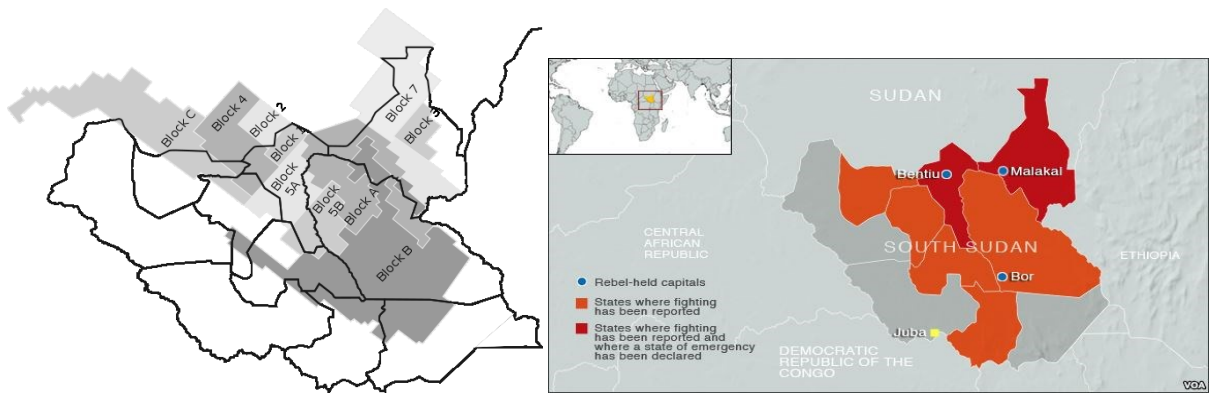 Block C
Block 4
Block 2
Block 1
Block 5A
Block 5B
Block A
Block B
Block 7
Block 3
SUDAN
Bentiu
Malakal
CENTRAL
AFRICAN
REPUBLIC
SOUTH SUDAN
ETHIOPIA
Bor
Rebel-held capitals
States where fighting
has been reported
States where fighting
has been reported and
where a state of emergency
has been declared
Juba
DEMOCRATIC
REPUBLIC OF THE
CONGO
VOA